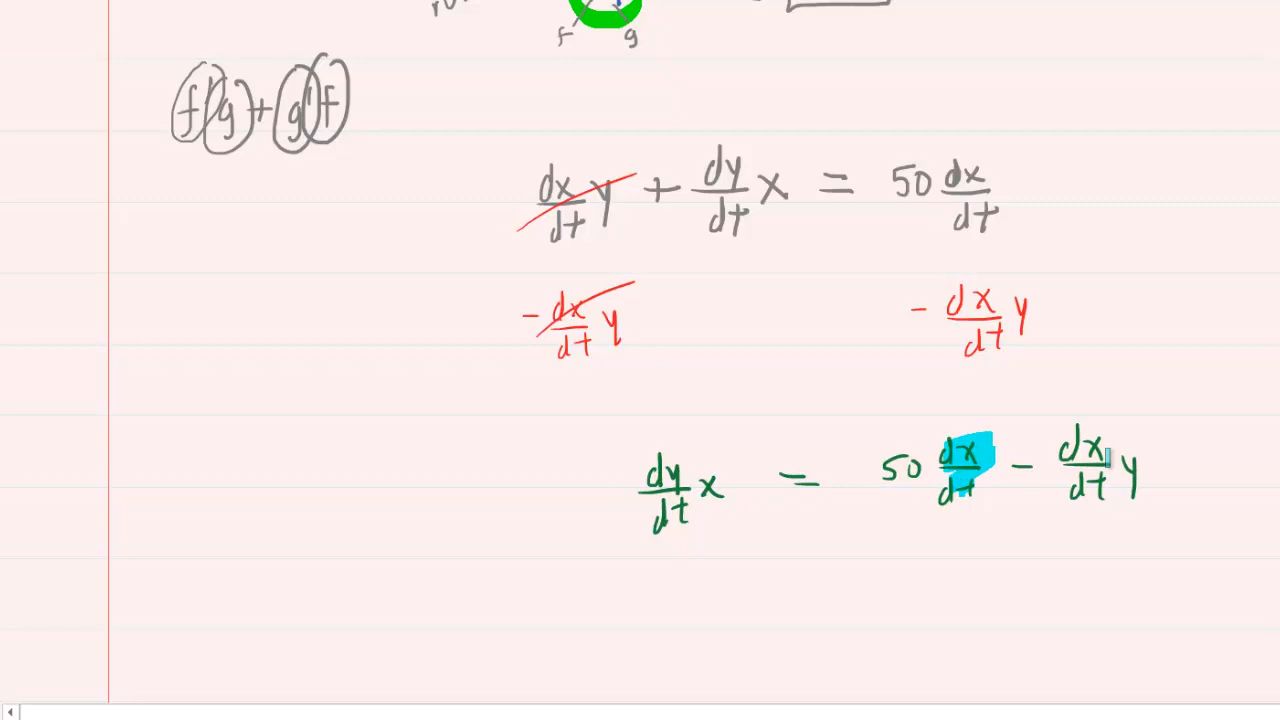 f g
f'g + g'f
dx/dt y + dy/dt x = 50 dx/dt
- dx/dt y - dx/dt y
dy/dt x = 50 dx/dt - dx/dt y